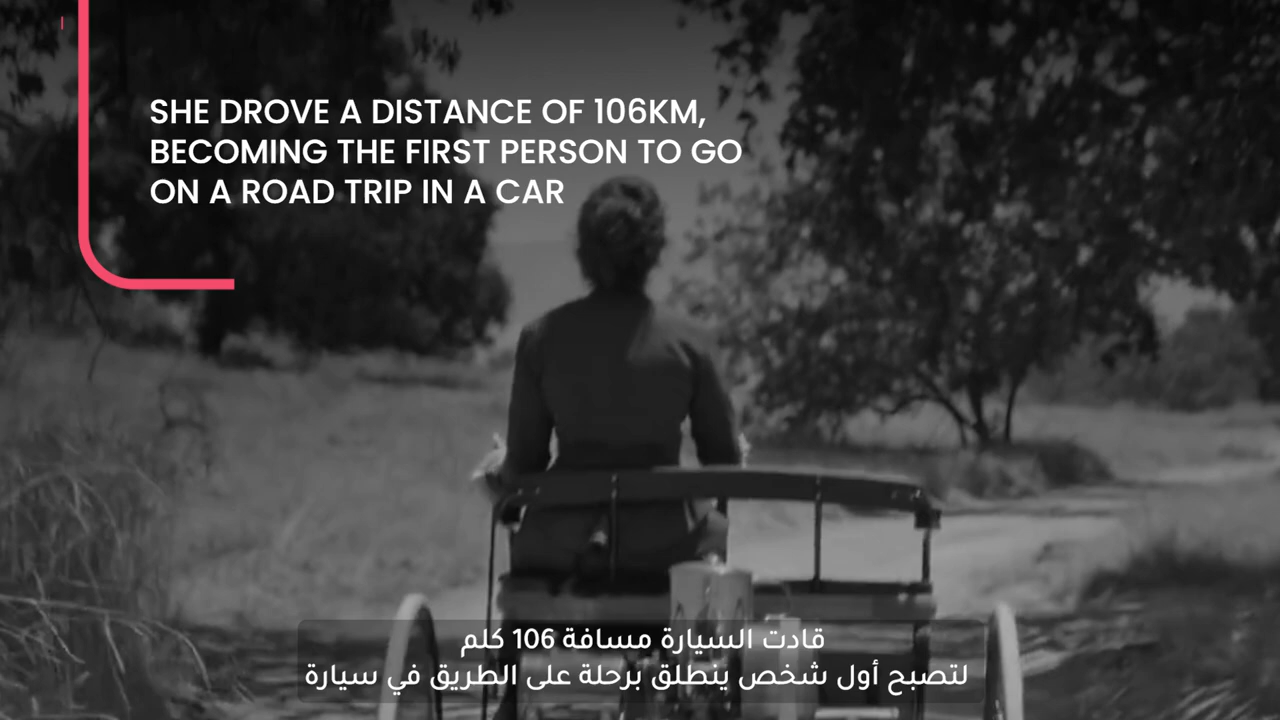 SHE DROVE A DISTANCE OF 106KM,
BECOMING THE FIRST PERSON TO GO
ON A ROAD TRIP IN A CAR
قادت السيارة مسافة 106 كلم
لتصبح أول شخص ينطلق برحلة على الطريق في سيارة